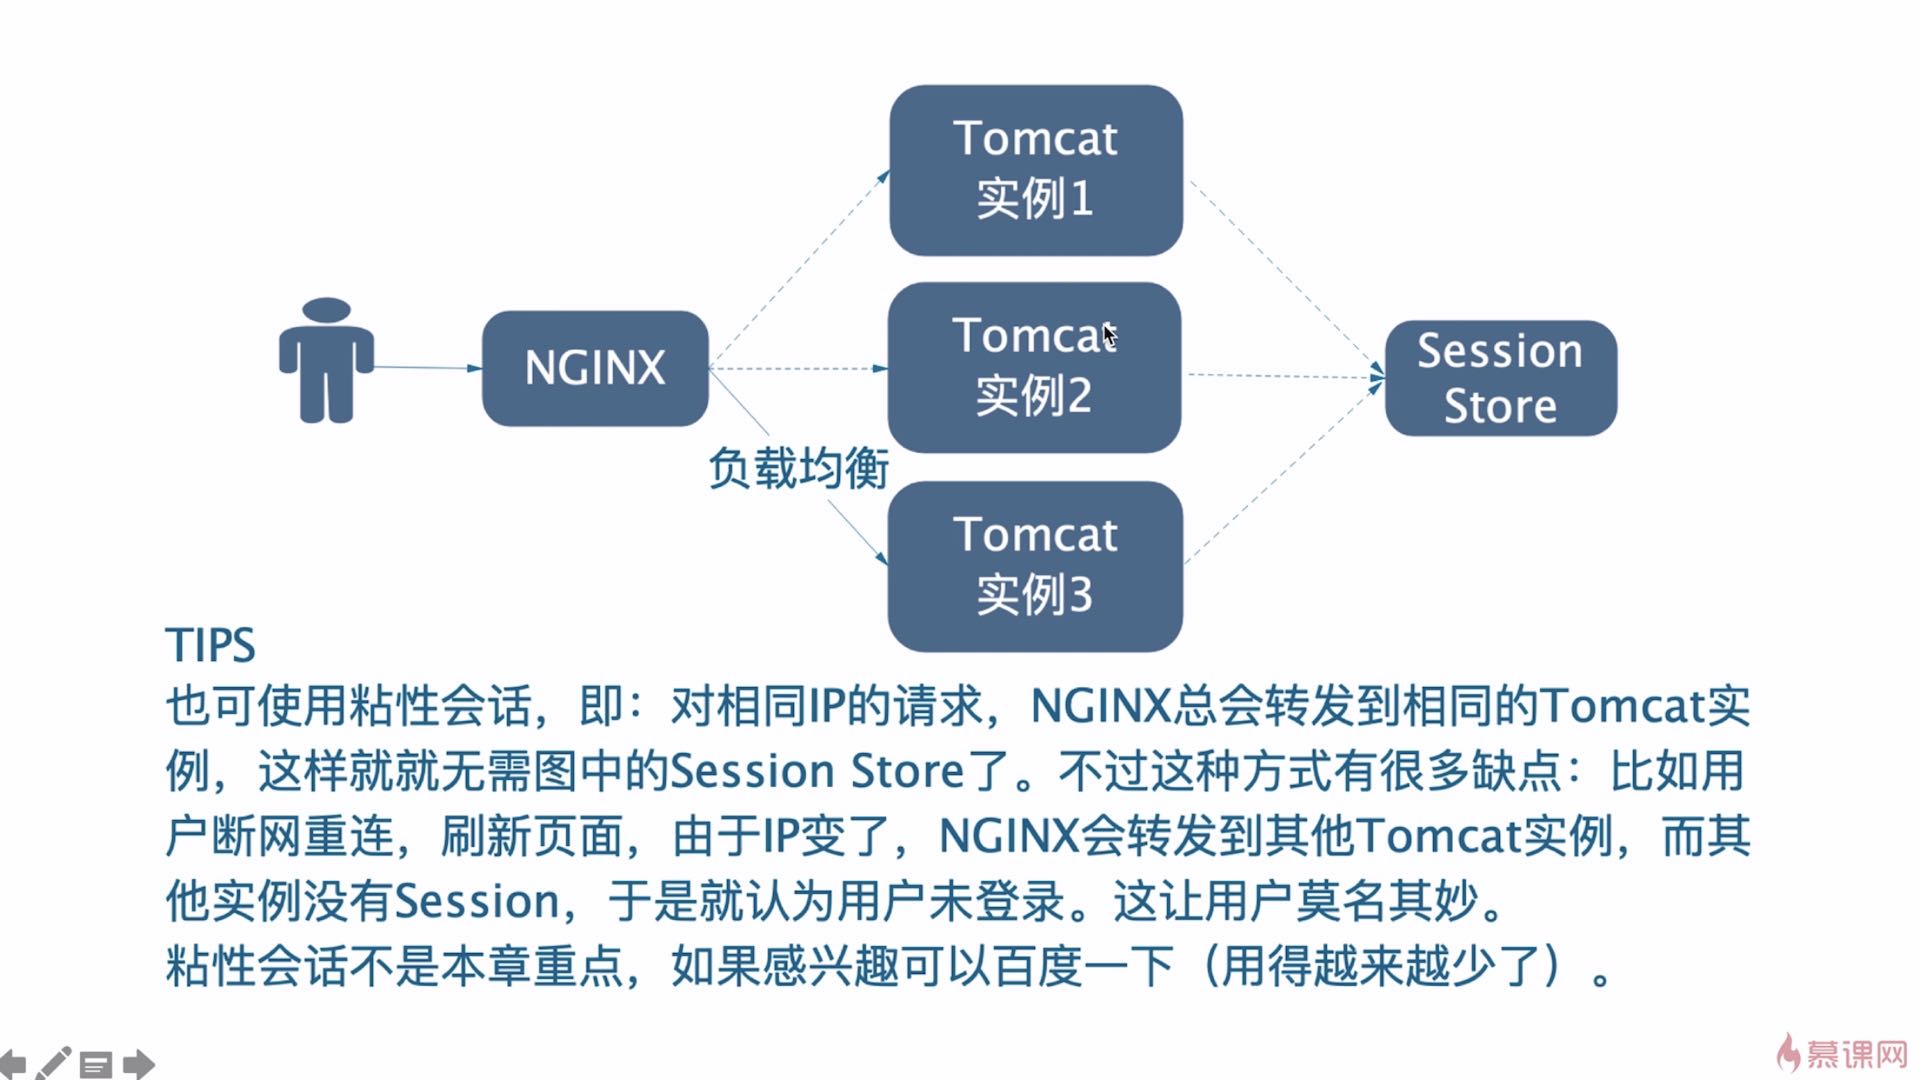 Tomcat
实例1
NGINX
Tomcat
实例2
Session
Store
负载均衡
Tomcat
实例3
TIPS
也可使用粘性会话，即：对相同IP的请求，NGINX总会转发到相同的Tomcat实
例，这样就就无需图中的Session Store了。不过这种方式有很多缺点：比如用
户断网重连，刷新页面，由于IP变了，NGINX会转发到其他Tomcat实例，而其
他实例没有Session，于是就认为用户未登录。这让用户莫名其妙。
粘性会话不是本章重点，如果感兴趣可以百度一下（用得越来越少了）。
慕课网